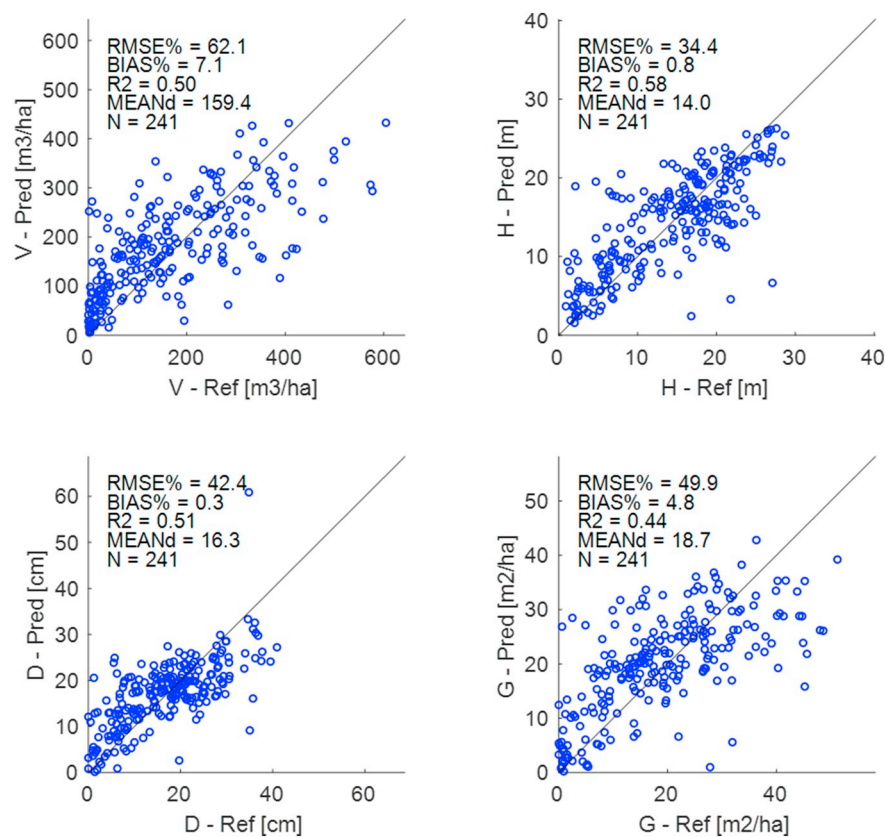 RMSE% = 62.1
BIAS% = 7.1
R2 = 0.50
MEANd = 159.4
N = 241
600
500
400
300
200
100
0
V - Pred [m3/ha]
0 200 400 600
V - Ref [m3/ha]
RMSE% = 34.4
BIAS% = 0.8
R2 = 0.58
MEANd = 14.0
N = 241
40
30
20
10
0
H - Pred [m]
0 10 20 30 40
H - Ref [m]
RMSE% = 42.4
BIAS% = 0.3
R2 = 0.51
MEANd = 16.3
N = 241
60
50
40
30
20
10
0
D - Pred [cm]
0 20 40 60
D - Ref [cm]
RMSE% = 49.9
BIAS% = 4.8
R2 = 0.44
MEANd = 18.7
N = 241
50
40
30
20
10
0
G - Pred [m2/ha]
0 20 40
G - Ref [m2/ha]